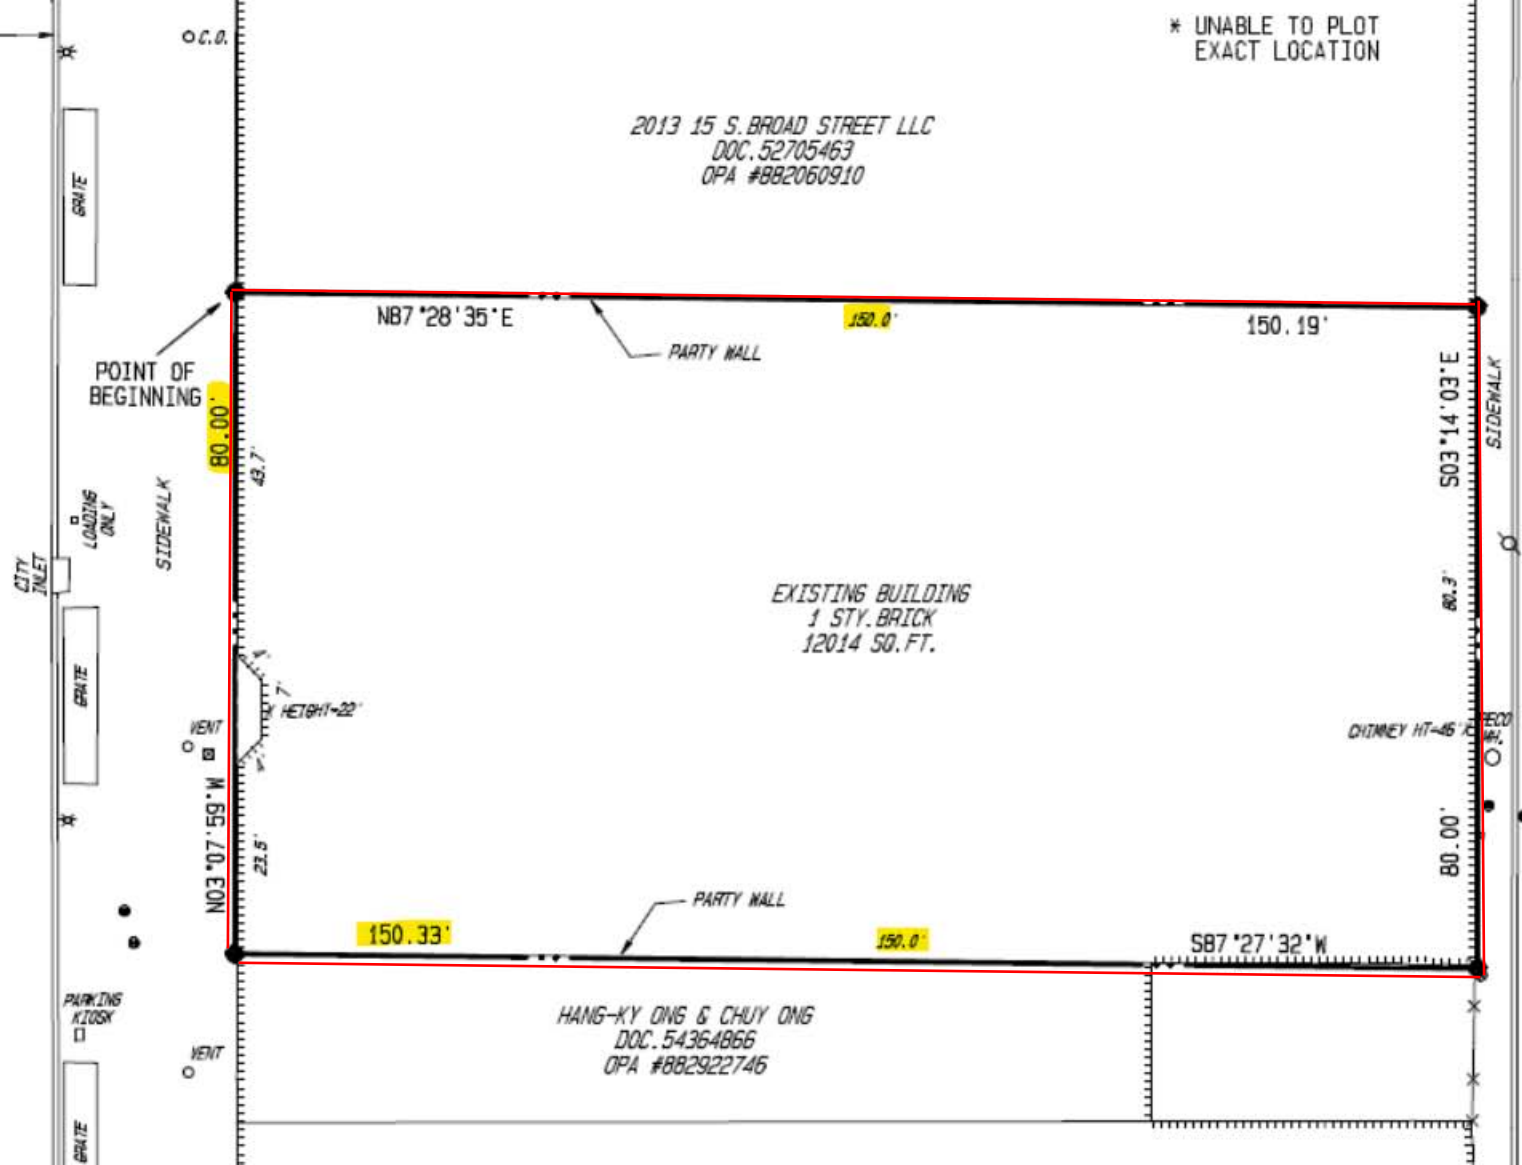 * UNABLE TO PLOT
EXACT LOCATION
C.O.
2013 15 S.BROAD STREET LLC
DOC.52705463
OPA #882060910
GRATE
N87°28'35"E
150.0'
150.19'
PARTY WALL
POINT OF
BEGINNING
80.00'
43.7'
S03°14'03"E
SIDEWALK
SIDEWALK
LOADING
ONLY
CITY
INLET
EXISTING BUILDING
1 STY.BRICK
12014 SQ.FT.
80.3'
GRATE
4'
7'
HEIGHT=22'
VENT
CHIMNEY HT=46'
PECO
MH.
N03°07'59"W
23.5'
80.00'
PARTY WALL
150.33'
150.0'
S87°27'32"W
PARKING
KIOSK
HANG-KY ONG & CHUY ONG
DOC.54364866
OPA #882922746
VENT
GRATE